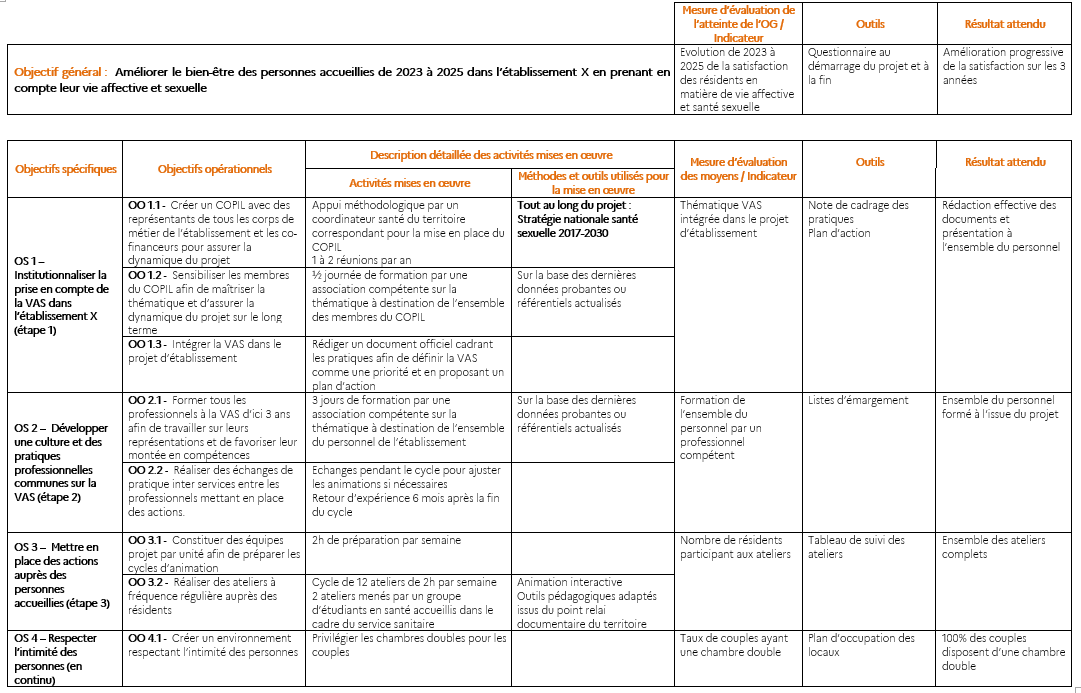 Mesure d'évaluation de
l'atteinte de l'OG /
Indicateur
Outils
Résultat attendu
Objectif général : Améliorer le bien-être des personnes accueillies de 2023 à 2025 dans l'établissement X en prenant en
compte leur vie affective et sexuelle
Evolution de 2023 à
2025 de la satisfaction
des résidents en
matière de vie affective
et santé sexuelle
Questionnaire au
démarrage du projet et à
la fin
Amélioration progressive
de la satisfaction sur les 3
années
Objectifs spécifiques
Objectifs opérationnels
Description détaillée des activités mises en œuvre
Activités mises en œuvre
Méthodes et outils utilisés pour
la mise en œuvre
Mesure d'évaluation
des moyens / Indicateur
Outils
Résultat attendu
OS 1 –
Institutionnaliser la
prise en compte de
la VAS dans
l'établissement X
(étape 1)
OO 1.1 - Créer un COPIL avec des
représentants de tous les corps de
métier de l'établissement et les co-
financeurs pour assurer la
dynamique du projet
Appui méthodologique par un
coordinateur santé du territoire
correspondant pour la mise en place du
COPIL
1 à 2 réunions par an
Tout au long du projet :
Stratégie nationale santé
sexuelle 2017-2030
Thématique VAS
intégrée dans le projet
d'établissement
Note de cadrage des
pratiques
Plan d'action
Rédaction effective des
documents et
présentation à
l'ensemble du personnel
OO 1.2 - Sensibiliser les membres
du COPIL afin de maîtriser la
thématique et d'assurer la
dynamique du projet sur le long
terme
½ journée de formation par une
association compétente sur la
thématique à destination de l'ensemble
des membres du COPIL
Sur la base des dernières
données probantes ou
référentiels actualisés
OO 1.3 - Intégrer la VAS dans le
projet d'établissement
Rédiger un document officiel cadrant
les pratiques afin de définir la VAS
comme une priorité et en proposant un
plan d'action
OS 2 – Développer
une culture et des
pratiques
professionnelles
communes sur la
VAS (étape 2)
OO 2.1 - Former tous les
professionnels à la VAS d'ici 3 ans
afin de travailler sur leurs
représentations et de favoriser leur
montée en compétences
3 jours de formation par une
association compétente sur la
thématique à destination de l'ensemble
du personnel de l'établissement
Sur la base des dernières
données probantes ou
référentiels actualisés
Formation de
l'ensemble du
personnel par un
professionnel
compétent
Listes d'émargement
Ensemble du personnel
formé à l'issue du projet
OO 2.2 - Réaliser des échanges de
pratique inter services entre les
professionnels mettant en place
des actions.
Echanges pendant le cycle pour ajuster
les animations si nécessaires
Retour d'expérience 6 mois après la fin
du cycle
OS 3 – Mettre en
place des actions
auprès des
personnes
accueillies (étape 3)
OO 3.1 - Constituer des équipes
projet par unité afin de préparer les
cycles d'animation
2h de préparation par semaine
Nombre de résidents
participant aux ateliers
Tableau de suivi des
ateliers
Ensemble des ateliers
complets
OO 3.2 - Réaliser des ateliers à
fréquence régulière auprès des
résidents
Cycle de 12 ateliers de 2h par semaine
2 ateliers menés par un groupe
d'étudiants en santé accueillis dans le
cadre du service sanitaire
Animation interactive
Outils pédagogiques adaptés
issus du point relai
documentaire du territoire
OS 4 – Respecter
l'intimité des
personnes (en
continu)
OO 4.1 - Créer un environnement
respectant l'intimité des personnes
Privilégier les chambres doubles pour les
couples
Taux de couples ayant
une chambre double
Plan d'occupation des
locaux
100% des couples
disposent d'une chambre
double